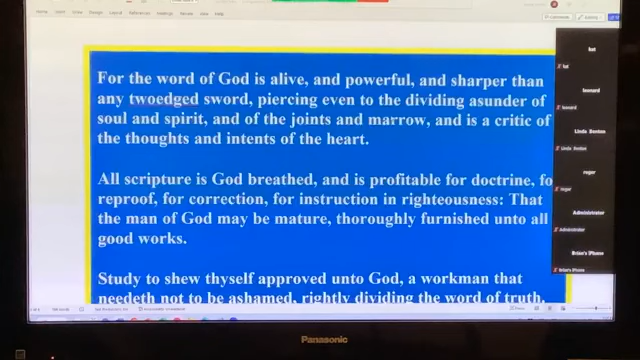 For the word of God is alive, and powerful, and sharper than
any twoedged sword, piercing even to the dividing asunder of
soul and spirit, and of the joints and marrow, and is a critic of
the thoughts and intents of the heart.
All scripture is God breathed, and is profitable for doctrine, fo
reproof, for correction, for instruction in righteousness: That
the man of God may be mature, thoroughly furnished unto all
good works.
Study to shew thyself approved unto God, a workman that
needeth not to be ashamed, rightly dividing the word of truth.
leonard
leonard
Linda Benton
Linda Benton
roger
roger
Administrator
Administrator
Brian's iPhone
Brian's iPhone
Panasonic